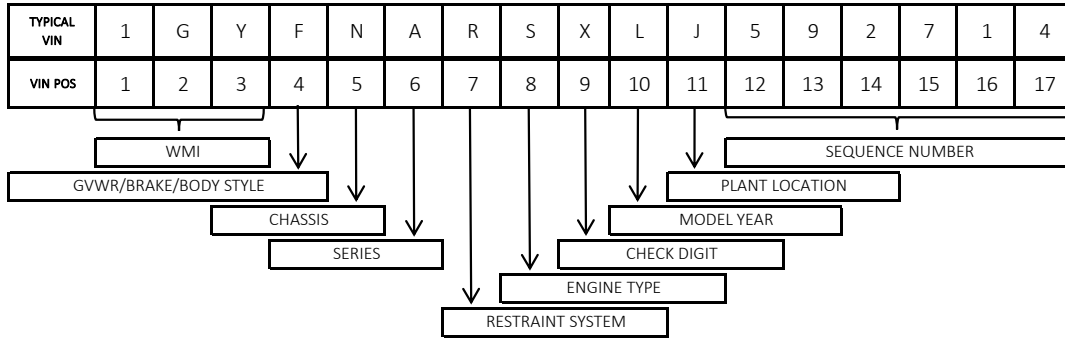 TYPICAL VIN 1 G Y F N A R S X L J 5 9 2 7 1 4
VIN POS 1 2 3 4 5 6 7 8 9 10 11 12 13 14 15 16 17
WMI SEQUENCE NUMBER
GVWR/BRAKE/BODY STYLE PLANT LOCATION
CHASSIS MODEL YEAR
SERIES CHECK DIGIT
ENGINE TYPE
RESTRAINT SYSTEM